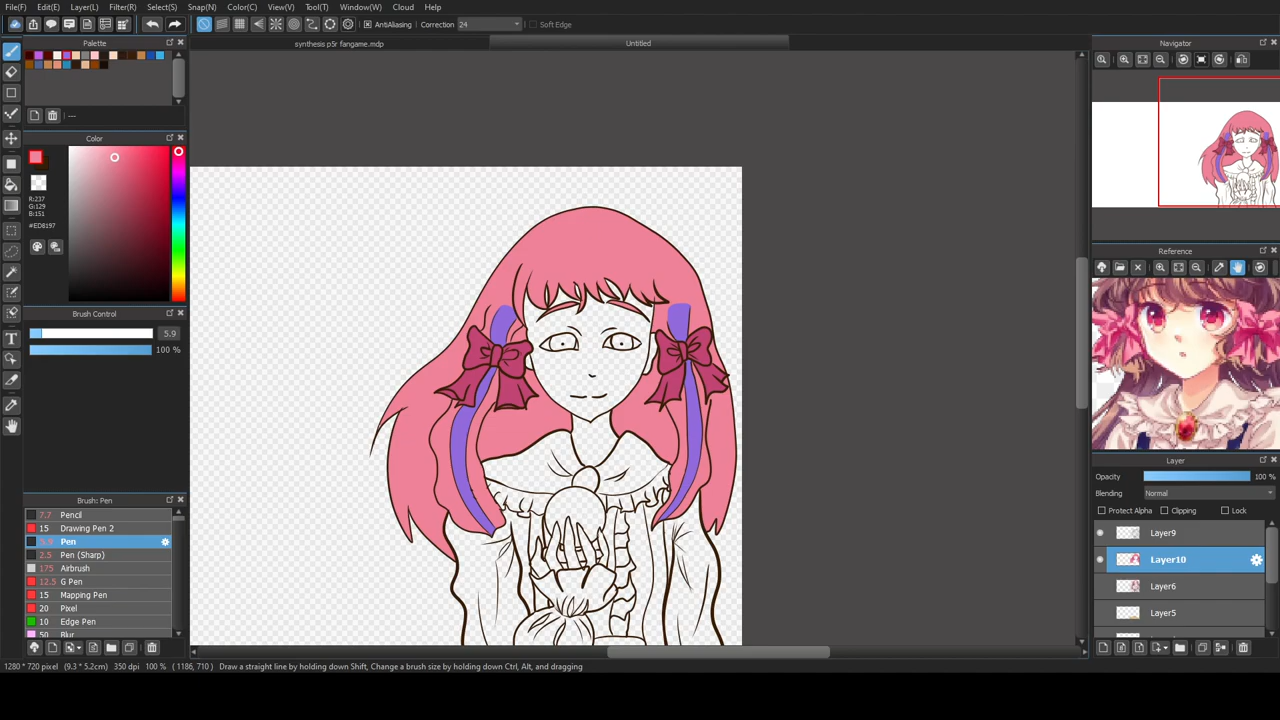 File(F) Edit(E) Layer(L) Filter(R) Select(S) Color(C) Snap(N) View(V) Tool(T) Window(W) Cloud Help
AntiAliasing Correction 24 Soft Edge
Palette synthesis p5r fangame.mdp Untitled Navigator
---
Color
R:237
G:129
B:151
#ED8197
Reference
Brush Control
5.9
100 %
Layer
Opacity 100 %
Blending Normal
Protect Alpha Clipping Lock
Brush: Pen
7.7 Pencil
15 Drawing Pen 2
5.9 Pen
2.5 Pen (Sharp)
175 Airbrush
12.5 G Pen
15 Mapping Pen
20 Pixel
10 Edge Pen
50 Blur
Layer9
Layer10
Layer6
Layer5
1280 * 720 pixel (9.3 * 5.2cm) 350 dpi 100 % ( 1186, 710 ) Draw a straight line by holding down Shift, Change a brush size by holding down Ctrl, Alt, and dragging